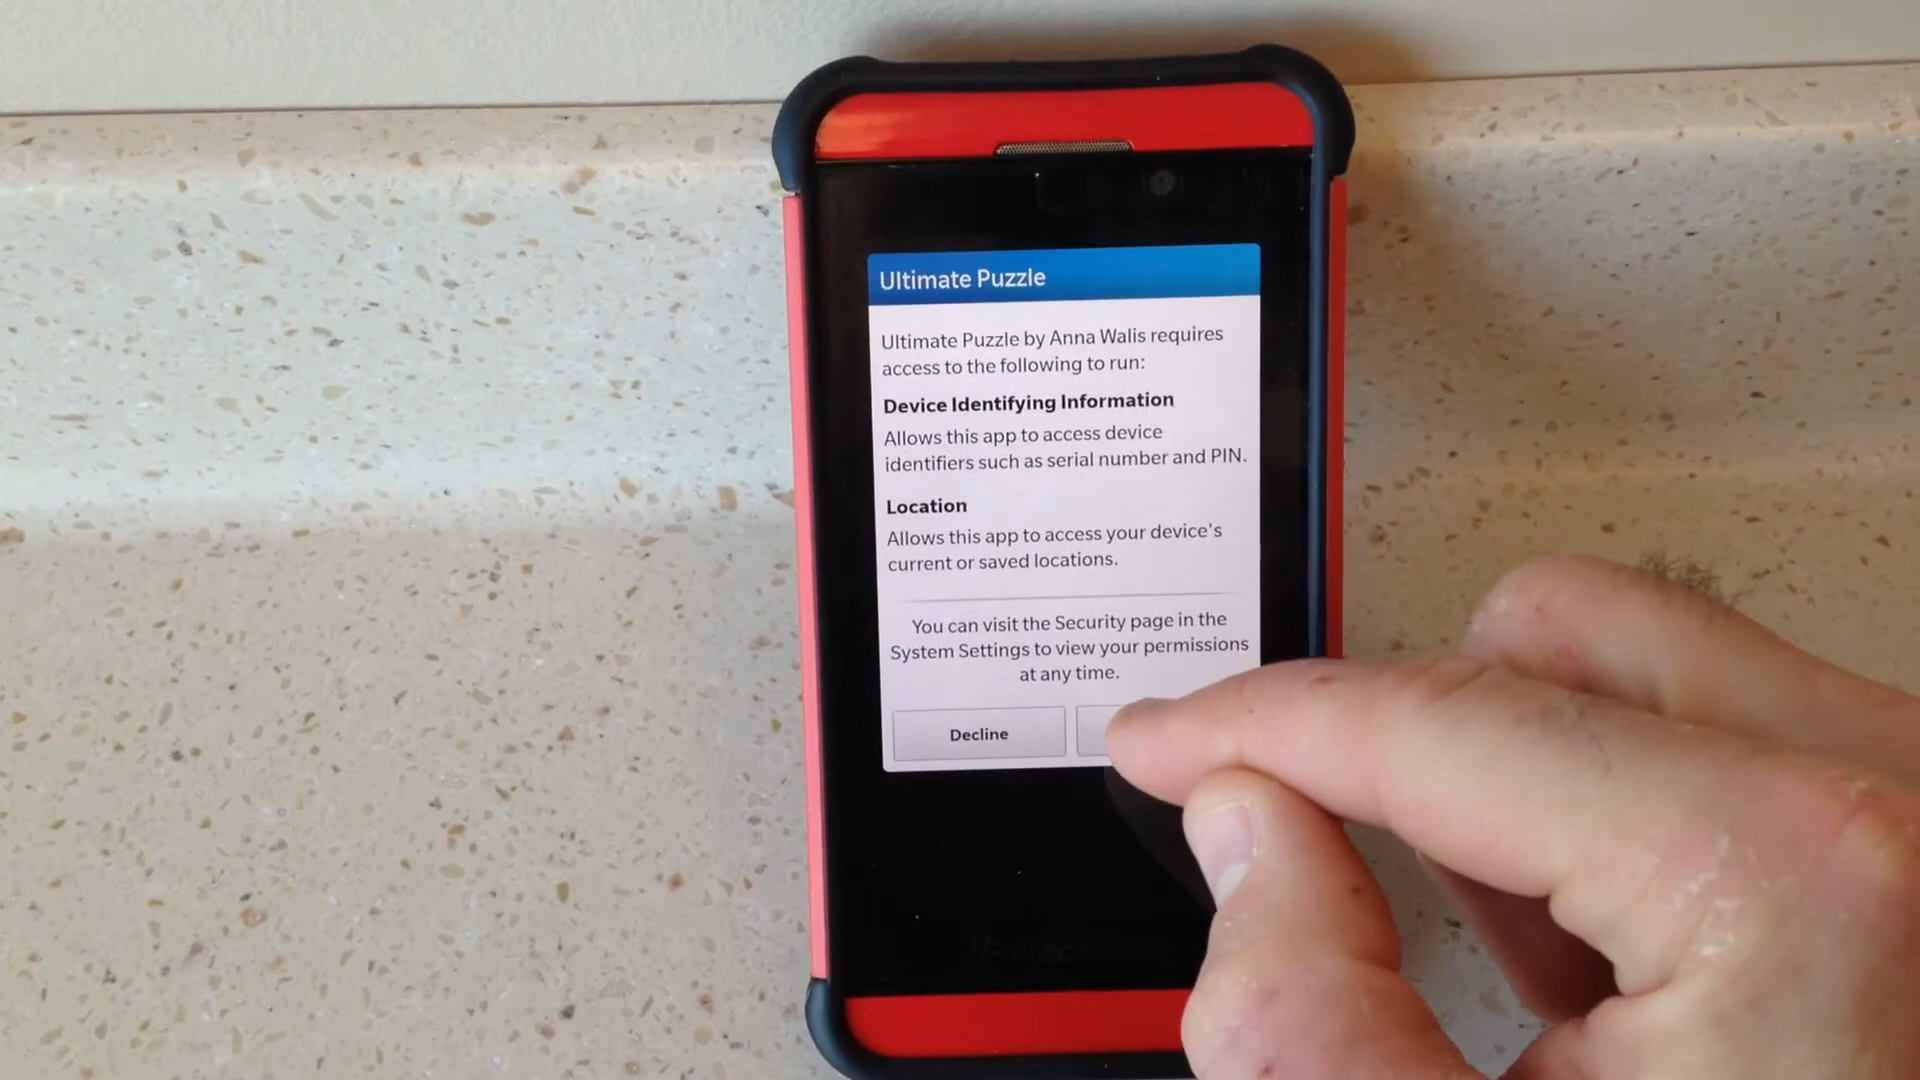 Ultimate Puzzle
Ultimate Puzzle by Anna Walis requires
access to the following to run:
Device Identifying Information
Allows this app to access device
identifiers such as serial number and PIN.
Location
Allows this app to access your device's
current or saved locations.
You can visit the Security page in the
System Settings to view your permissions
at any time.
Decline